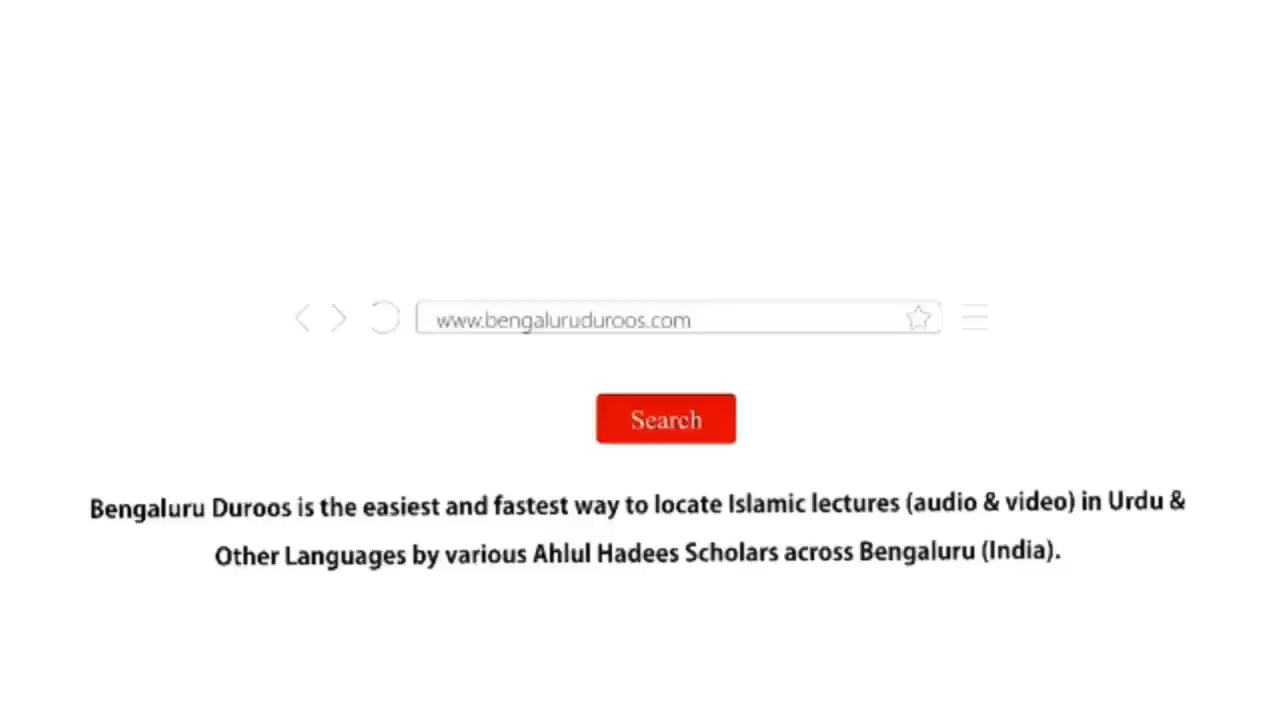 www.bengaluruduroos.com
Search
Bengaluru Duroos is the easiest and fastest way to locate Islamic lectures (audio & video) in Urdu &
Other Languages by various Ahlul Hadees Scholars across Bengaluru (India).